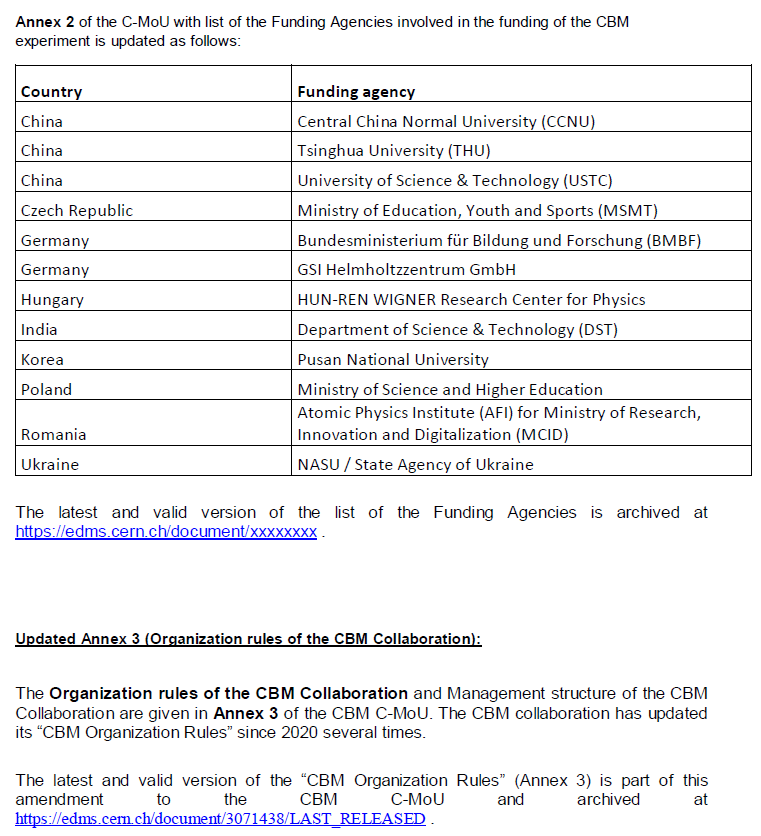 Annex 2 of the C-MoU with list of the Funding Agencies involved in the funding of the CBM
experiment is updated as follows:
Country Funding agency
China Central China Normal University (CCNU)
China Tsinghua University (THU)
China University of Science & Technology (USTC)
Czech Republic Ministry of Education, Youth and Sports (MSMT)
Germany Bundesministerium für Bildung und Forschung (BMBF)
Germany GSI Helmholtzzentrum GmbH
Hungary HUN-REN WIGNER Research Center for Physics
India Department of Science & Technology (DST)
Korea Pusan National University
Poland Ministry of Science and Higher Education
Atomic Physics Institute (AFI) for Ministry of Research,
Romania Innovation and Digitalization (MCID)
Ukraine NASU / State Agency of Ukraine
The latest and valid version of the list of the Funding Agencies is archived at
https://edms.cern.ch/document/xxxxxxxx .
Updated Annex 3 (Organization rules of the CBM Collaboration):
The Organization rules of the CBM Collaboration and Management structure of the CBM
Collaboration are given in Annex 3 of the CBM C-MoU. The CBM collaboration has updated
its “CBM Organization Rules” since 2020 several times.
The latest and valid version of the “CBM Organization Rules” (Annex 3) is part of this
amendment to the CBM C-MoU and archived at
https://edms.cern.ch/document/3071438/LAST_RELEASED .